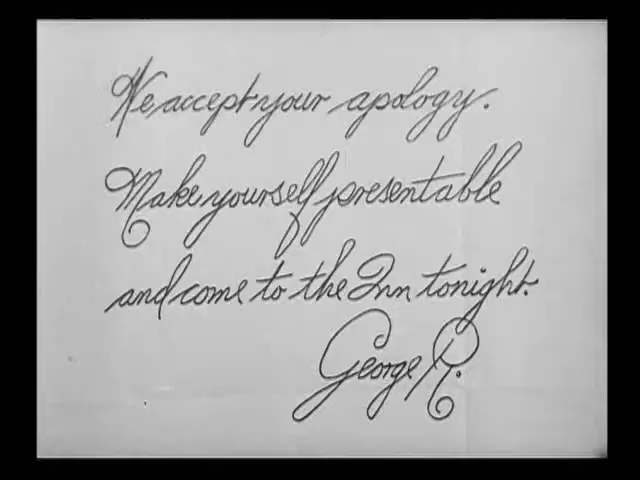 We accept your apology.
Make yourself presentable
and come to the Inn tonight.
George R.